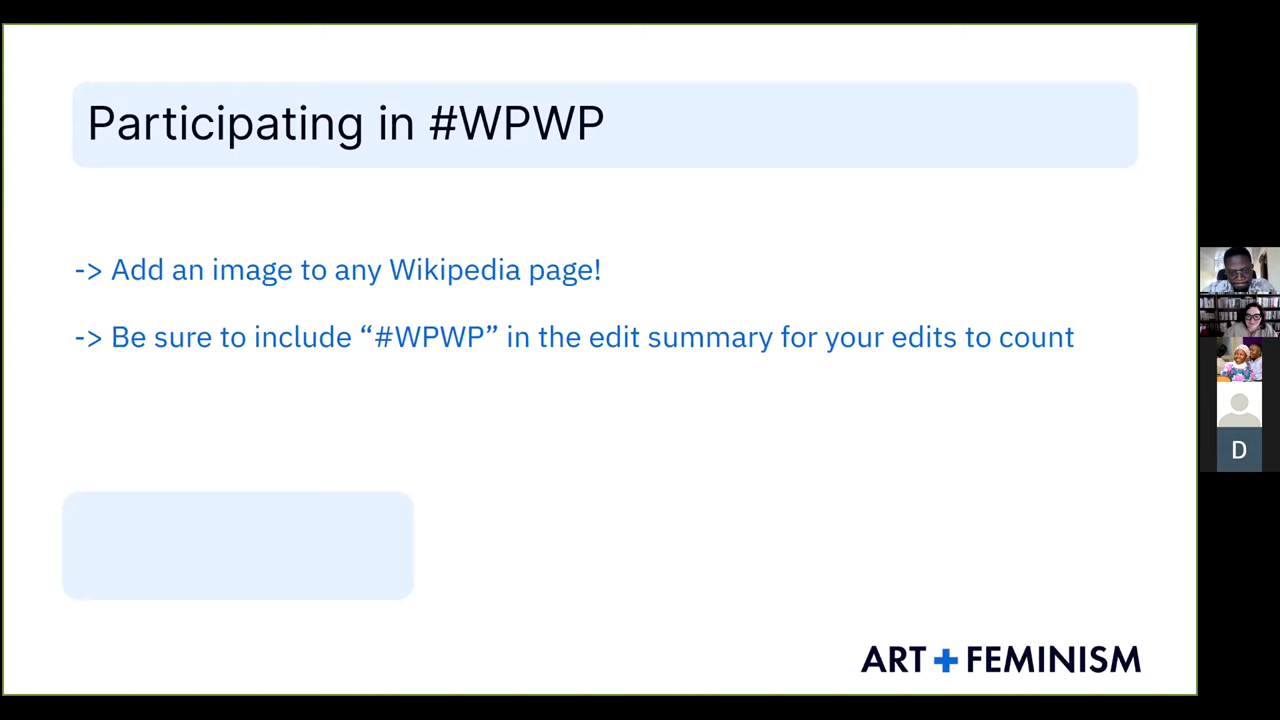 Participating in #WPWP
-> Add an image to any Wikipedia page!
-> Be sure to include “#WPWP” in the edit summary for your edits to count
D
ART + FEMINISM